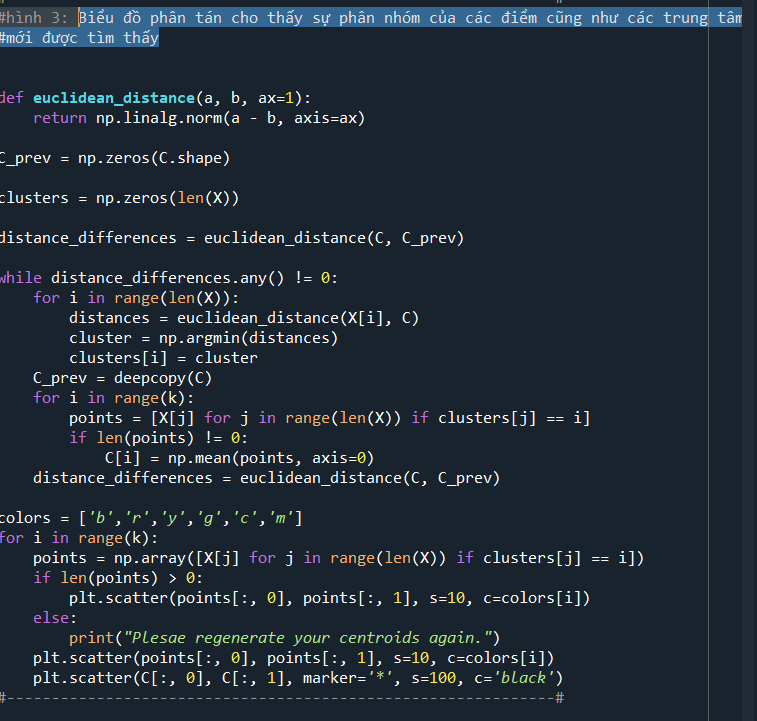 #hình 3: Biểu đồ phân tán cho thấy sự phân nhóm của các điểm cũng như các trung tâm
#mới được tìm thấy
def euclidean_distance(a, b, ax=1):
    return np.linalg.norm(a - b, axis=ax)
C_prev = np.zeros(C.shape)
clusters = np.zeros(len(X))
distance_differences = euclidean_distance(C, C_prev)
while distance_differences.any() != 0:
    for i in range(len(X)):
        distances = euclidean_distance(X[i], C)
        cluster = np.argmin(distances)
        clusters[i] = cluster
    C_prev = deepcopy(C)
    for i in range(k):
        points = [X[j] for j in range(len(X)) if clusters[j] == i]
        if len(points) != 0:
            C[i] = np.mean(points, axis=0)
    distance_differences = euclidean_distance(C, C_prev)
colors = ['b','r','y','g','c','m']
for i in range(k):
    points = np.array([X[j] for j in range(len(X)) if clusters[j] == i])
    if len(points) > 0:
        plt.scatter(points[:, 0], points[:, 1], s=10, c=colors[i])
    else:
        print("Plesae regenerate your centroids again.")
    plt.scatter(points[:, 0], points[:, 1], s=10, c=colors[i])
    plt.scatter(C[:, 0], C[:, 1], marker='*', s=100, c='black')
#-------------------------------------------------------------#